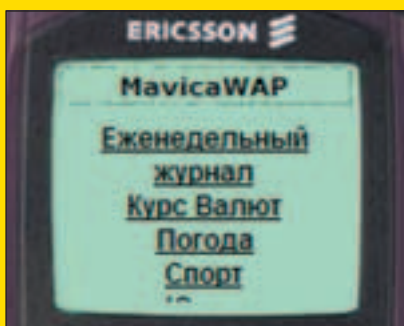 ERICSSON
MavicaWAP
Еженедельный
журнал
Курс Валют
Погода
Спорт